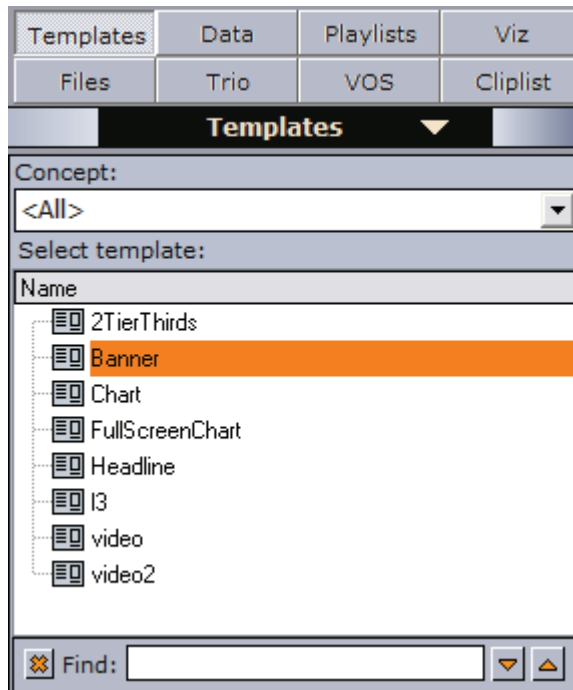 Templates Data Playlists Viz
Files Trio VOS Cliplist
Templates
Concept:
<All>
Select template:
Name
2TierThirds
Banner
Chart
FullScreenChart
Headline
l3
video
video2
Find: